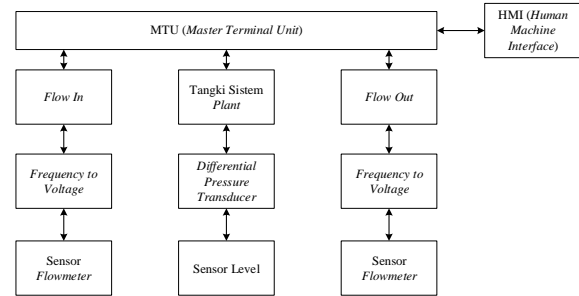 MTU (Master Terminal Unit)
HMI (Human
Machine
Interface)
Flow In
Tangki Sistem
Plant
Flow Out
Frequency to
Voltage
Differential
Pressure
Transducer
Frequency to
Voltage
Sensor
Flowmeter
Sensor Level
Sensor
Flowmeter